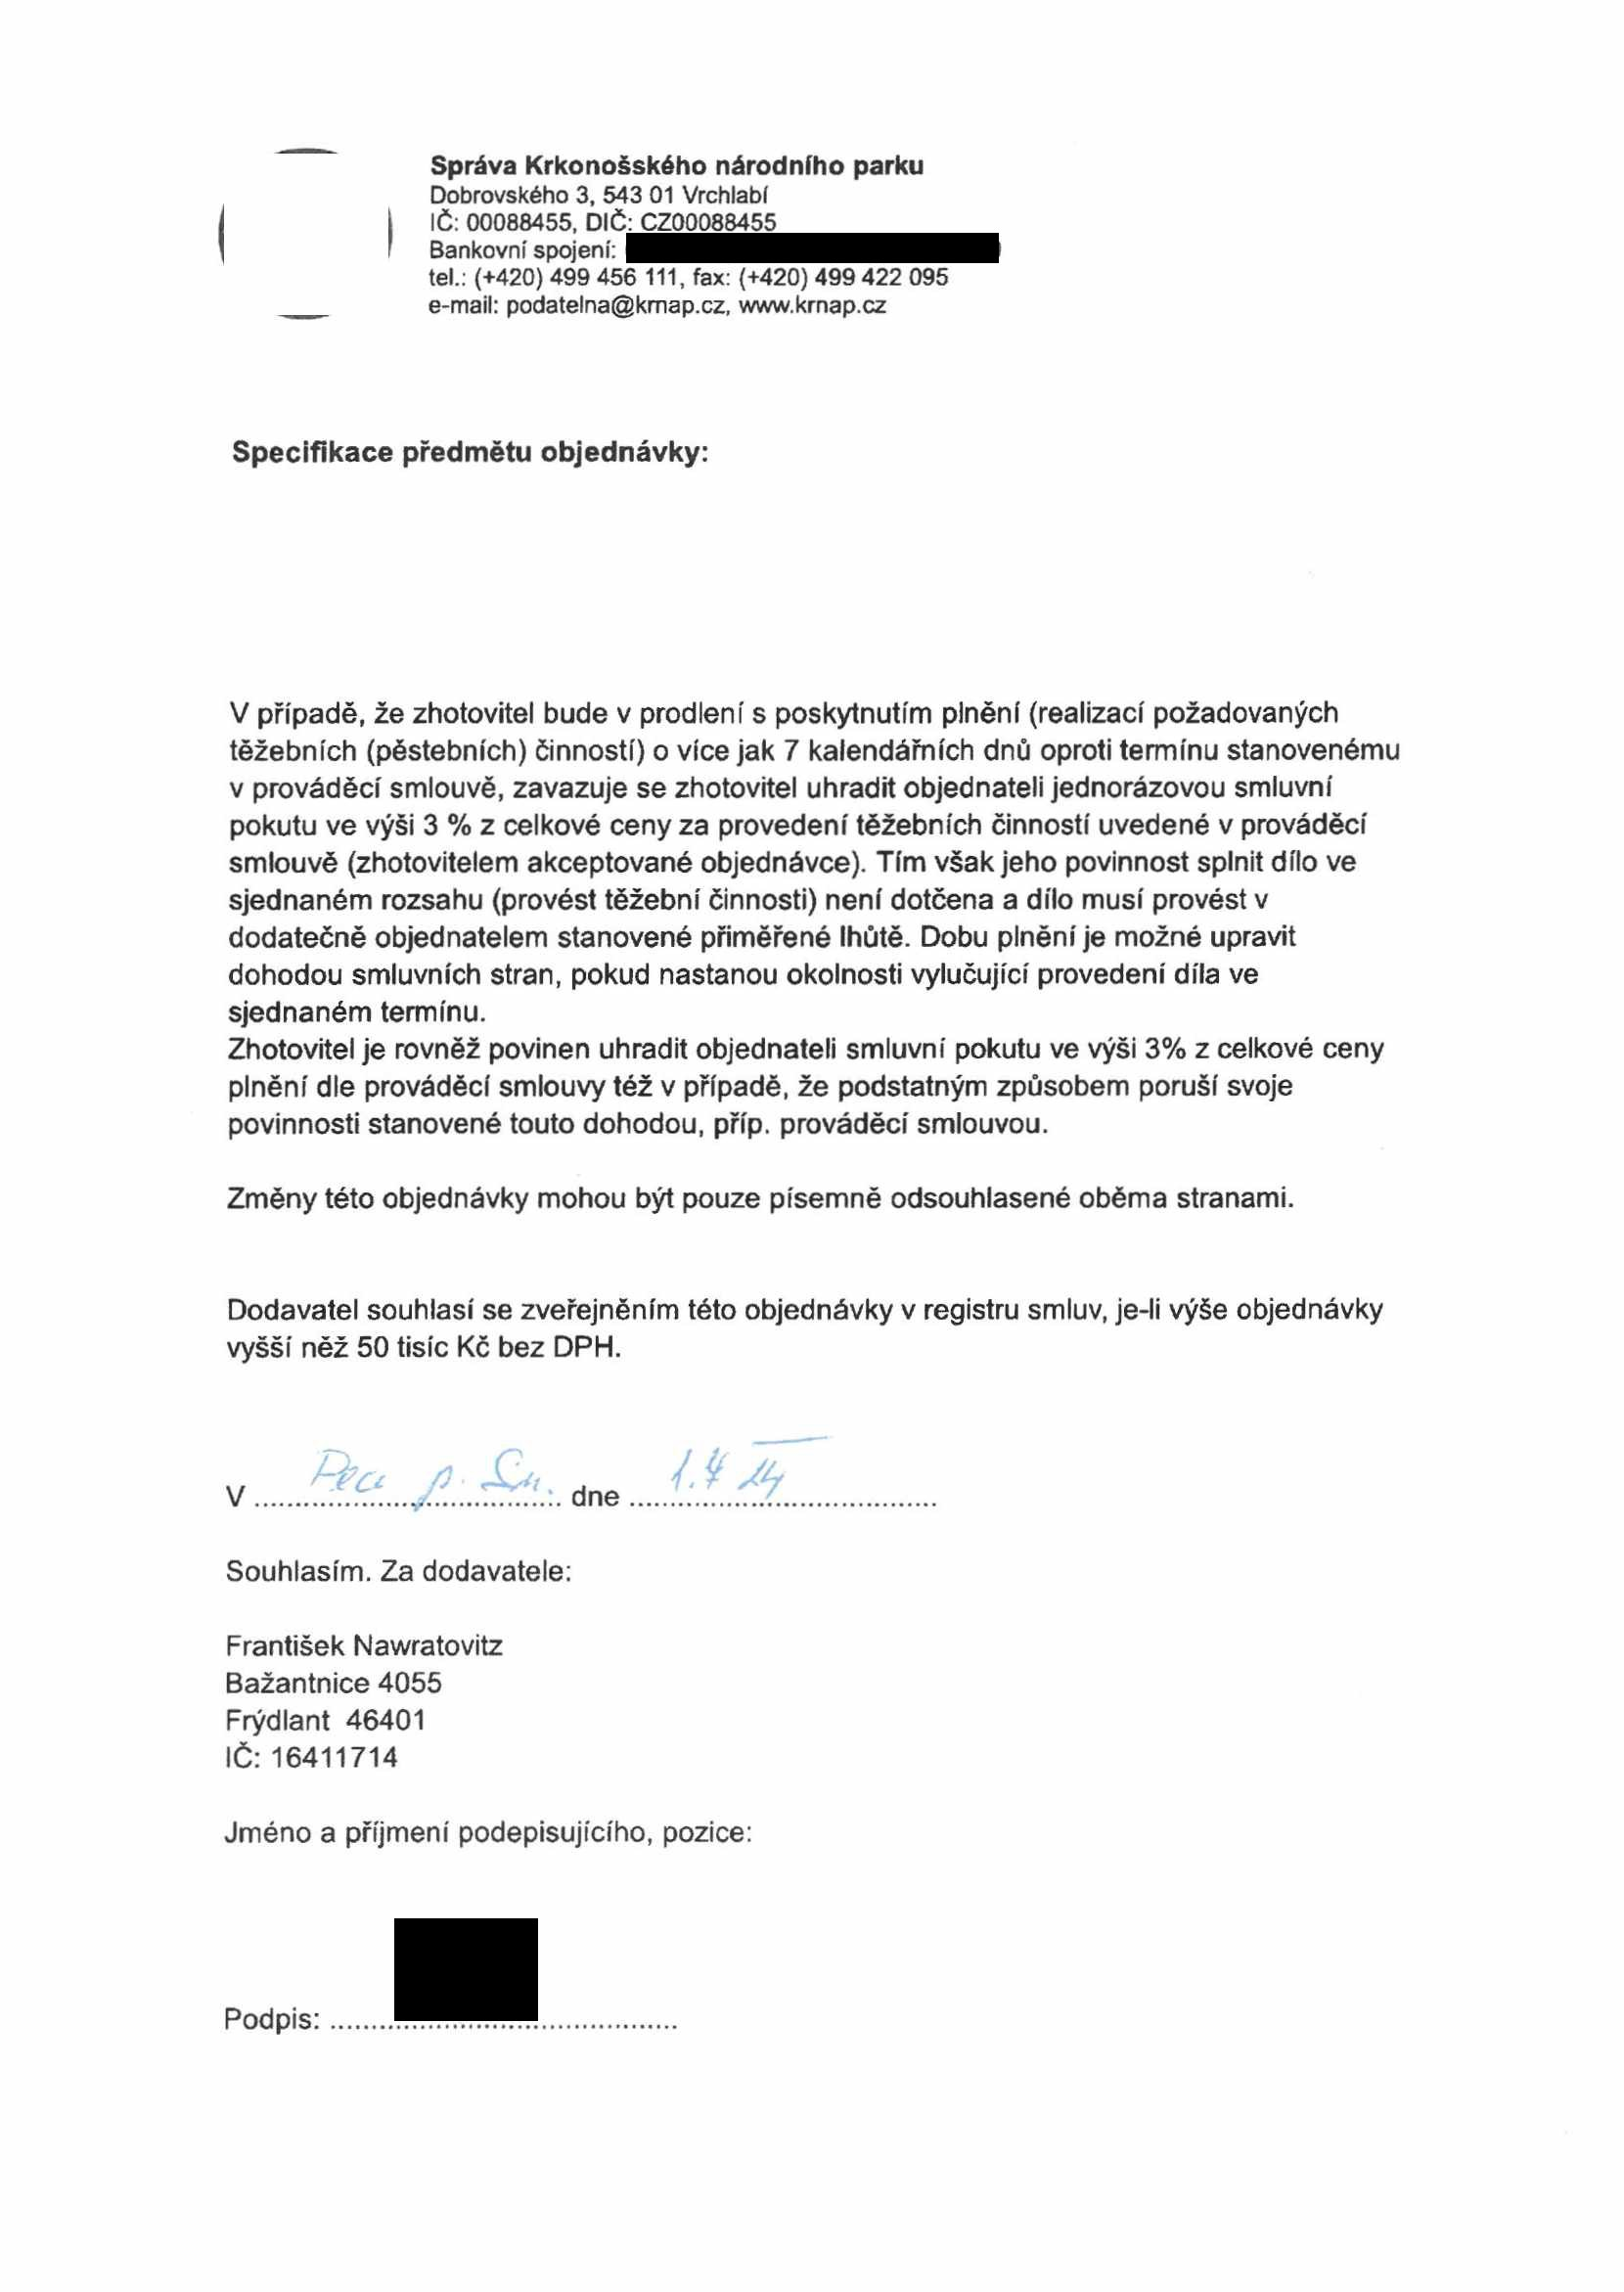 Správa Krkonošského národního parku
Dobrovského 3, 543 01 Vrchlabí
IČ: 00088455, DIČ: CZ00088455
Bankovní spojení:
tel.: (+420) 499 456 111, fax: (+420) 499 422 095
e-mail: podatelna@krnap.cz, www.krnap.cz
Specifikace předmětu objednávky:
V případě, že zhotovitel bude v prodlení s poskytnutím plnění (realizací požadovaných
těžebních (pěstebních) činností) o více jak 7 kalendářních dnů oproti termínu stanovenému
v prováděcí smlouvě, zavazuje se zhotovitel uhradit objednateli jednorázovou smluvní
pokutu ve výši 3 % z celkové ceny za provedení těžebních činností uvedené v prováděcí
smlouvě (zhotovitelem akceptované objednávce). Tím však jeho povinnost splnit dílo ve
sjednaném rozsahu (provést těžební činnosti) není dotčena a dílo musí provést v
dodatečně objednatelem stanovené přiměřené lhůtě. Dobu plnění je možné upravit
dohodou smluvních stran, pokud nastanou okolnosti vylučující provedení díla ve
sjednaném termínu.
Zhotovitel je rovněž povinen uhradit objednateli smluvní pokutu ve výši 3% z celkové ceny
plnění dle prováděcí smlouvy též v případě, že podstatným způsobem poruší svoje
povinnosti stanovené touto dohodou, příp. prováděcí smlouvou.
Změny této objednávky mohou být pouze písemně odsouhlasené oběma stranami.
Dodavatel souhlasí se zveřejněním této objednávky v registru smluv, je-li výše objednávky
vyšší něž 50 tisíc Kč bez DPH.
V Pec p. Sn. dne 1.4 24
Souhlasím. Za dodavatele:
František Nawratovitz
Bažantnice 4055
Frýdlant 46401
IČ: 16411714
Jméno a příjmení podepisujícího, pozice:
Podpis: